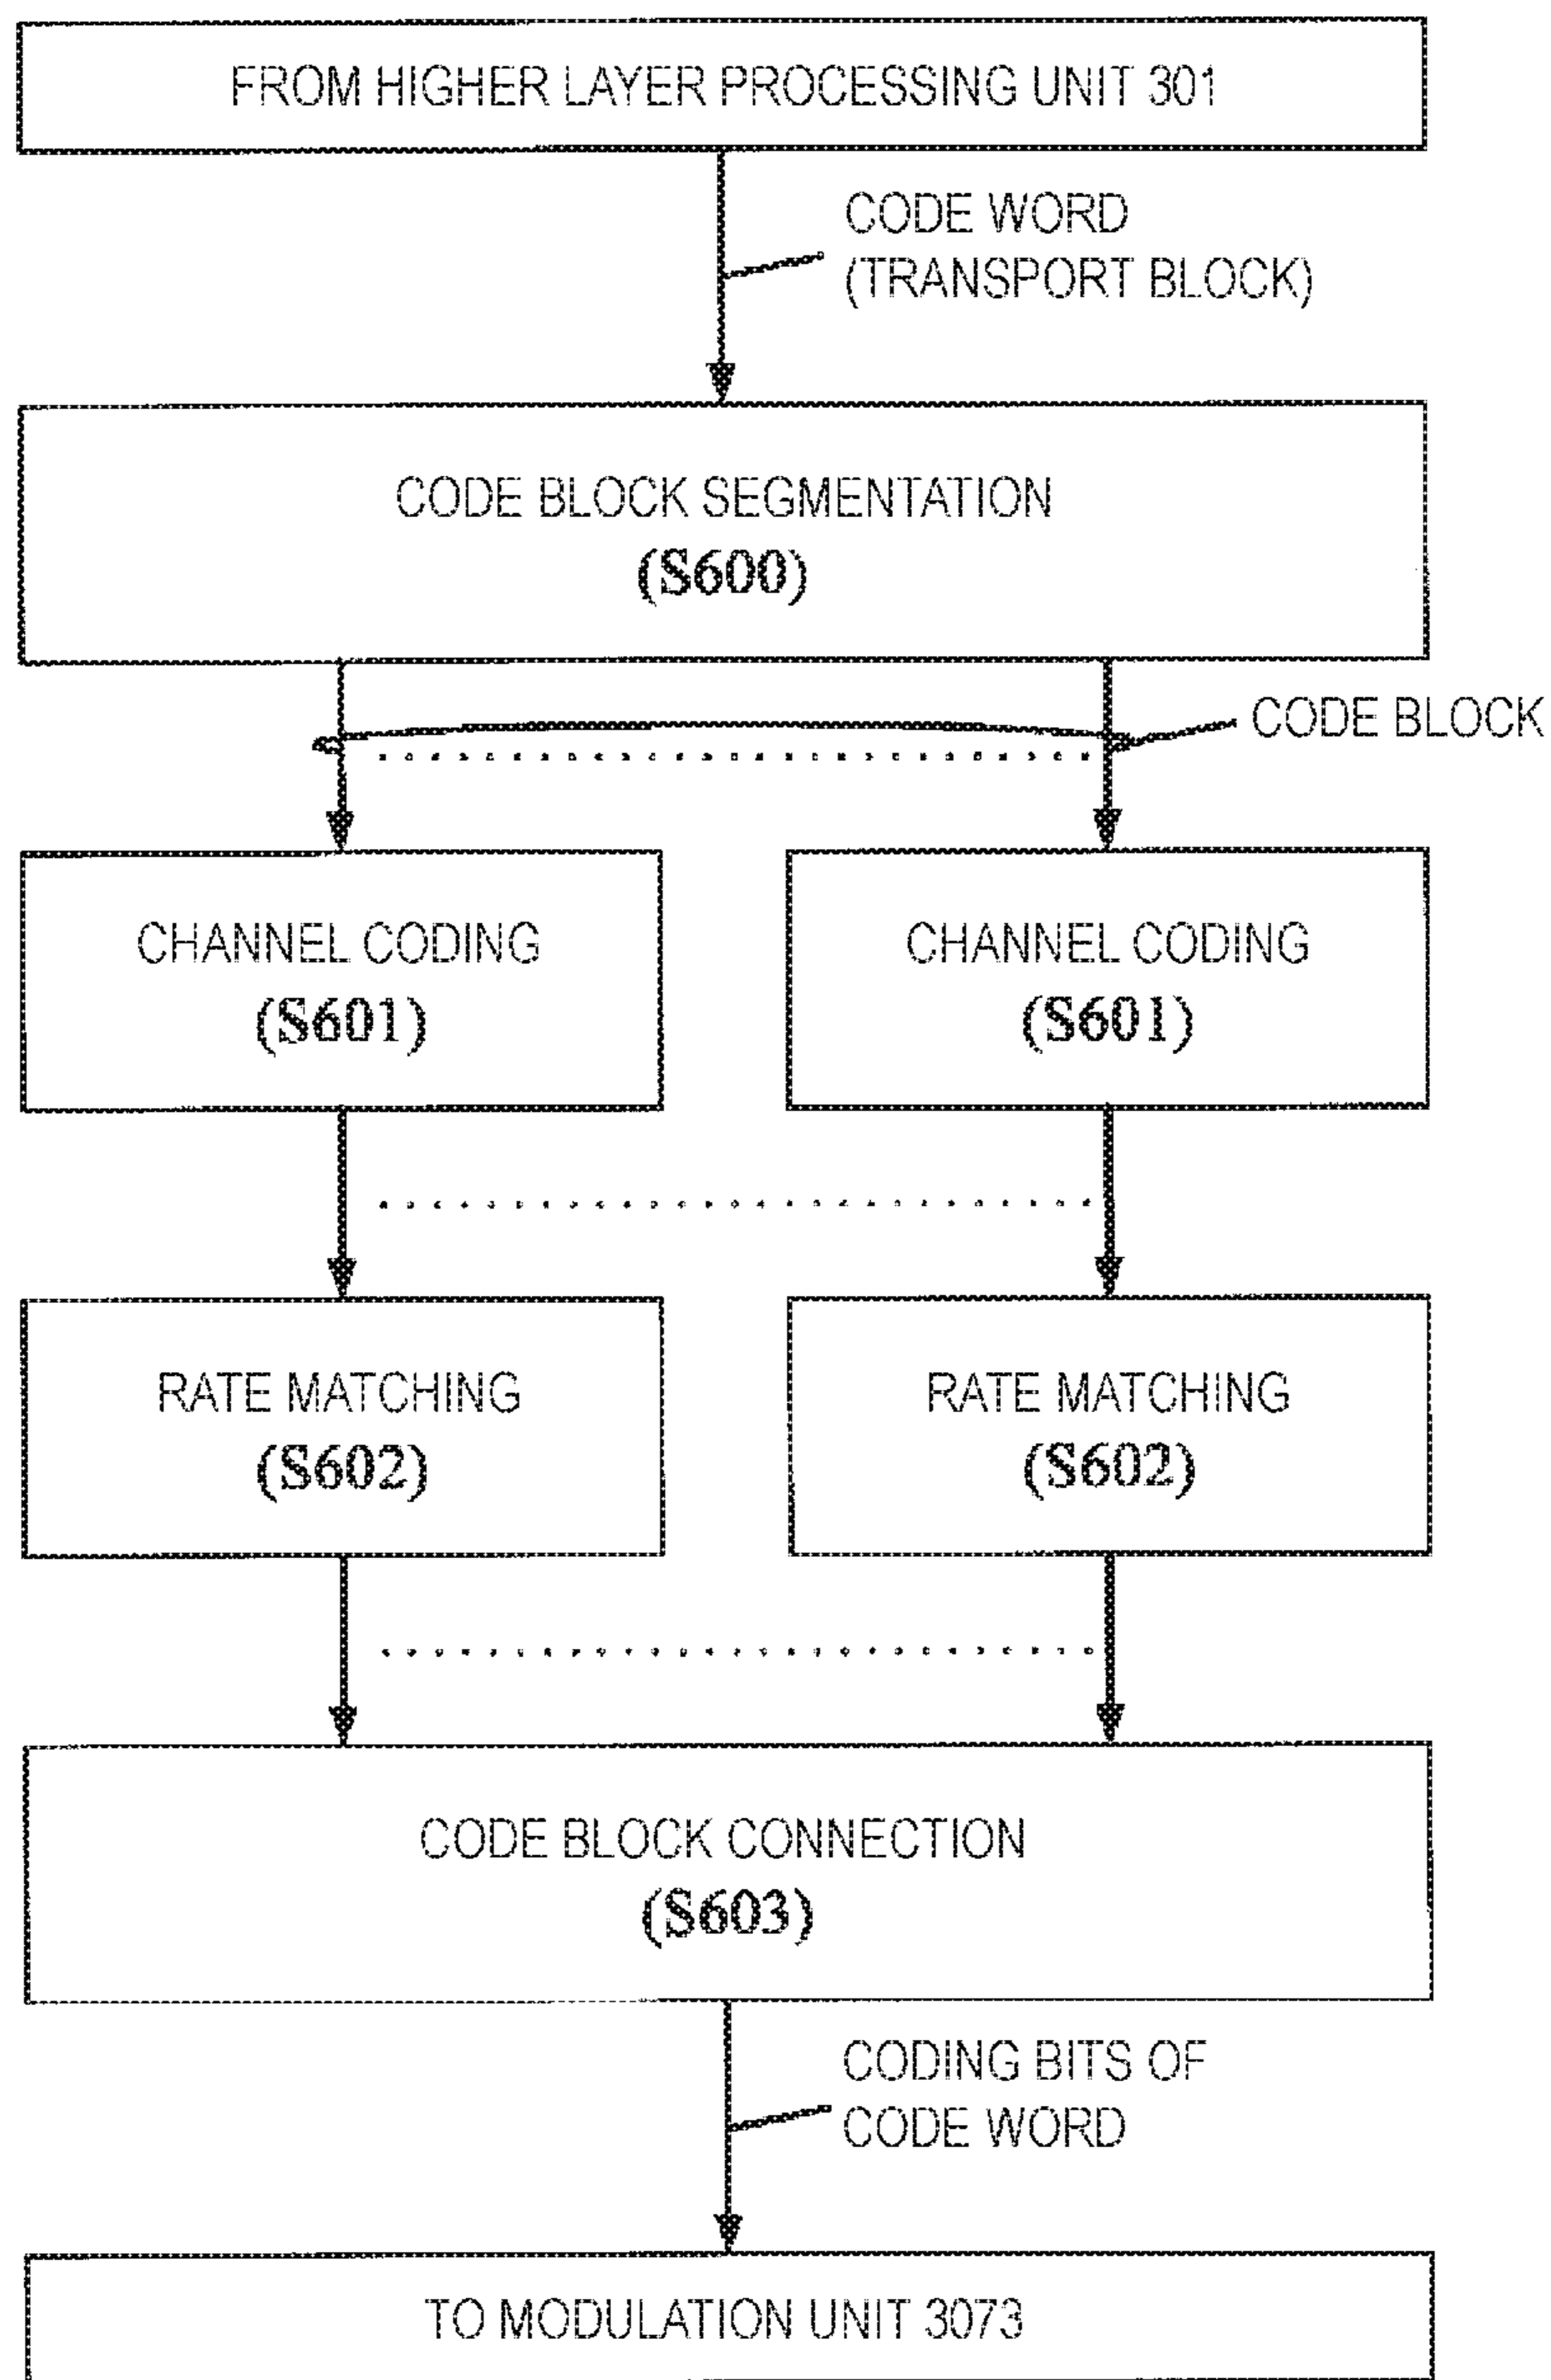 FROM HIGHER LAYER PROCESSING UNIT 301
CODE WORD
(TRANSPORT BLOCK)
CODE BLOCK SEGMENTATION
(S600)
CODE BLOCK
CHANNEL CODING
(S601)
CHANNEL CODING
(S601)
RATE MATCHING
(S602)
RATE MATCHING
(S602)
CODE BLOCK CONNECTION
(S603)
CODING BITS OF
CODE WORD
TO MODULATION UNIT 3073